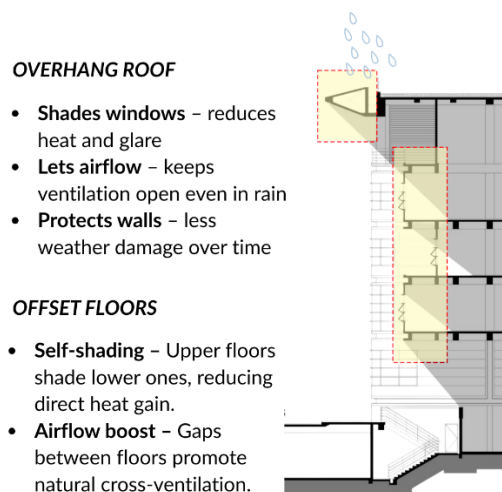 OVERHANG ROOF
• Shades windows – reduces
heat and glare
• Lets airflow – keeps
ventilation open even in rain
• Protects walls – less
weather damage over time
OFFSET FLOORS
• Self-shading – Upper floors
shade lower ones, reducing
direct heat gain.
• Airflow boost – Gaps
between floors promote
natural cross-ventilation.